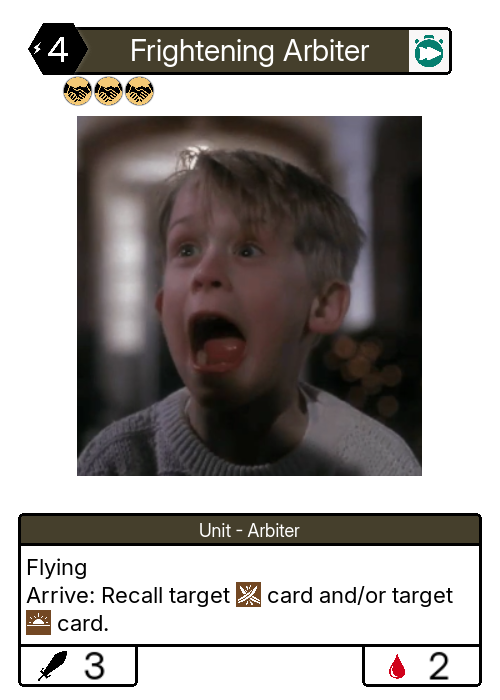 4
Frightening Arbiter
Unit - Arbiter
Flying
Arrive: Recall target card and/or target
card.
3
2